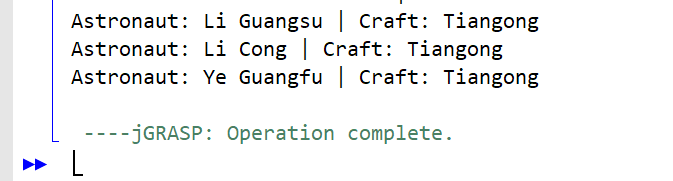 Astronaut: Li Guangsu | Craft: Tiangong
Astronaut: Li Cong | Craft: Tiangong
Astronaut: Ye Guangfu | Craft: Tiangong
----jGRASP: Operation complete.